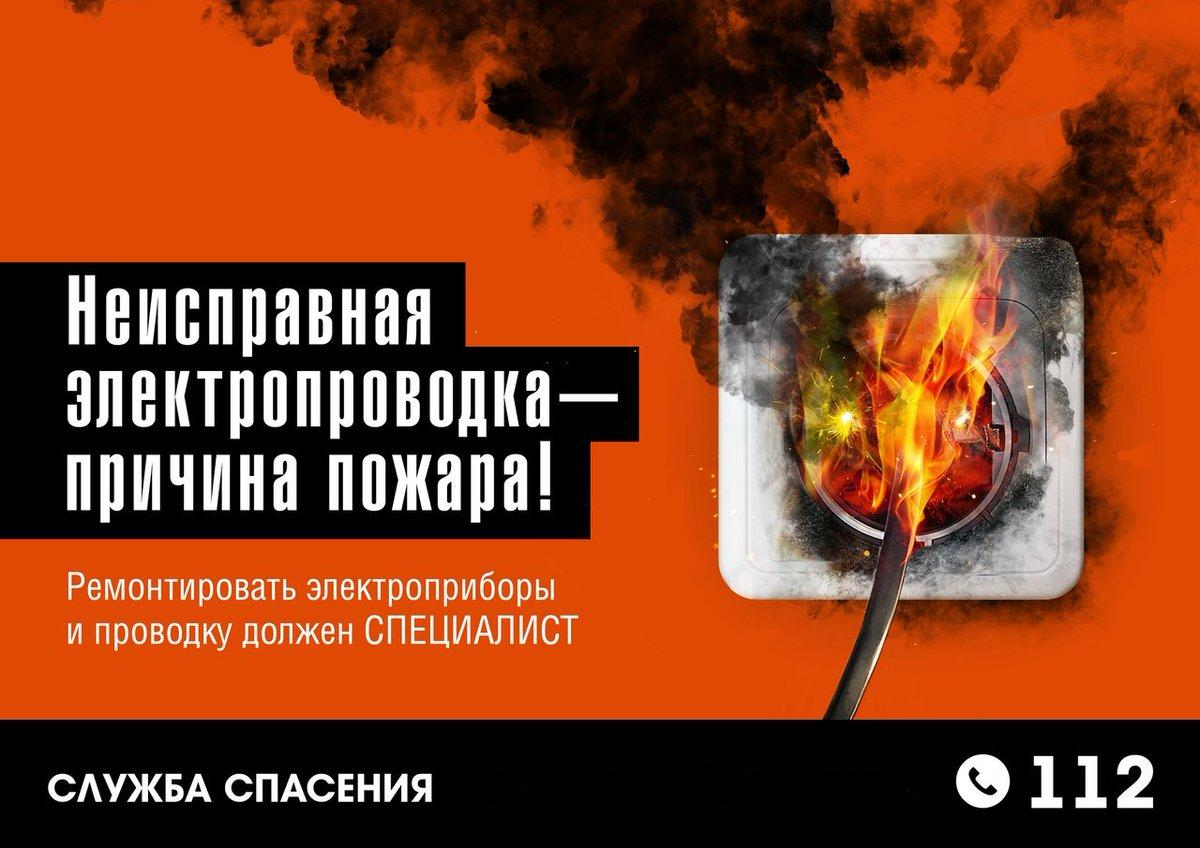 Неисправная
электропроводка—
причина пожара!
Ремонтировать электроприборы
и проводку должен СПЕЦИАЛИСТ
СЛУЖБА СПАСЕНИЯ
112